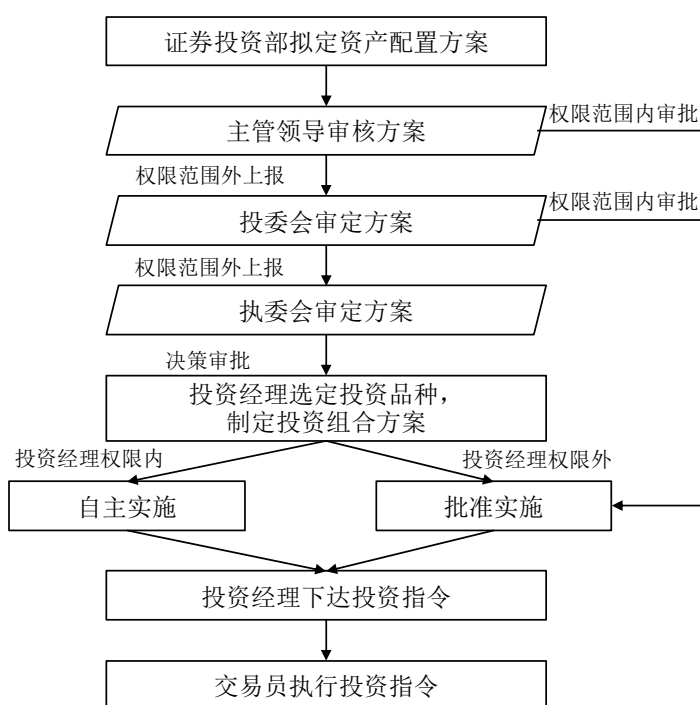 证券投资部拟定资产配置方案
权限范围内审批
主管领导审核方案
权限范围外上报
权限范围内审批
投委会审定方案
权限范围外上报
执委会审定方案
决策审批
投资经理选定投资品种，
制定投资组合方案
投资经理权限内
投资经理权限外
自主实施
批准实施
投资经理下达投资指令
交易员执行投资指令